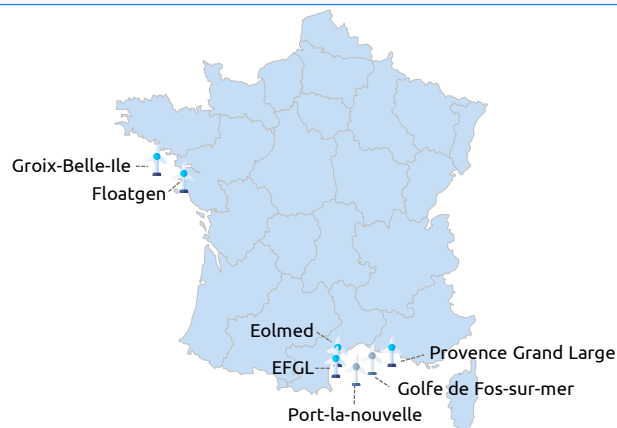 Groix-Belle-Ile
Floatgen
Eolmed
Provence Grand Large
EFGL
Golfe de Fos-sur-mer
Port-la-nouvelle